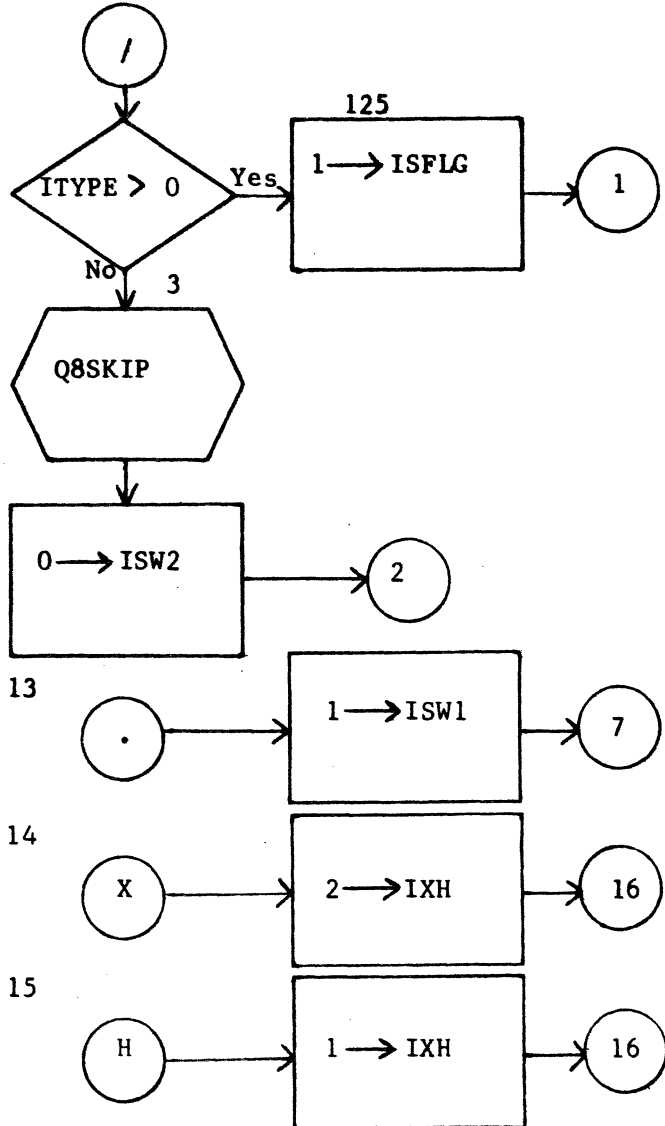 /
125
ITYPE > 0
Yes
1 → ISFLG
1
No
3
Q8SKIP
0 → ISW2
2
13
.
1 → ISW1
7
14
X
2 → IXH
16
15
H
1 → IXH
16